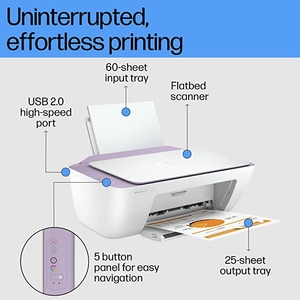 Uninterrupted,
effortless printing
60-sheet
input tray
Flatbed
scanner
USB 2.0
high-speed
port
5 button
panel for easy
navigation
25-sheet
output tray